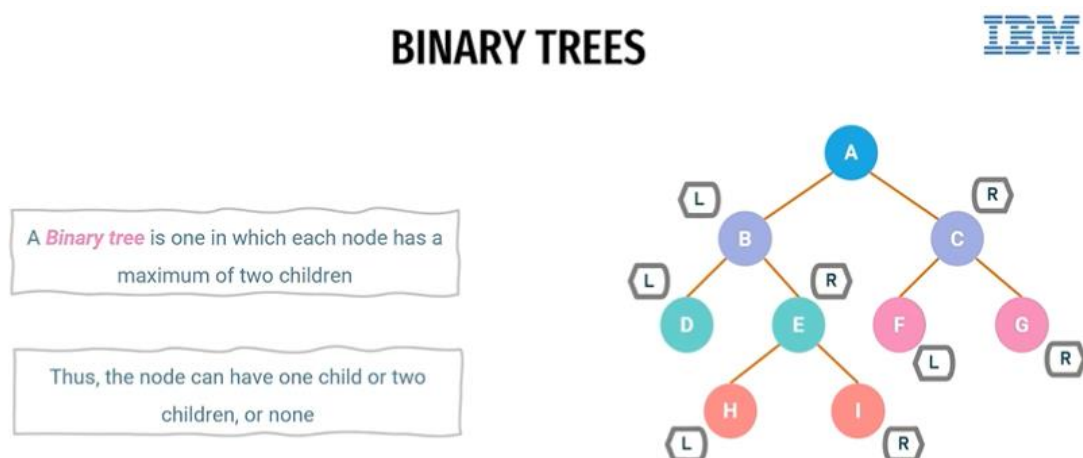 BINARY TREES
IBM
A Binary tree is one in which each node has a
maximum of two children
Thus, the node can have one child or two
children, or none
A
L
R
B
C
L
R
D
E
F
G
L
R
H
I
L
R